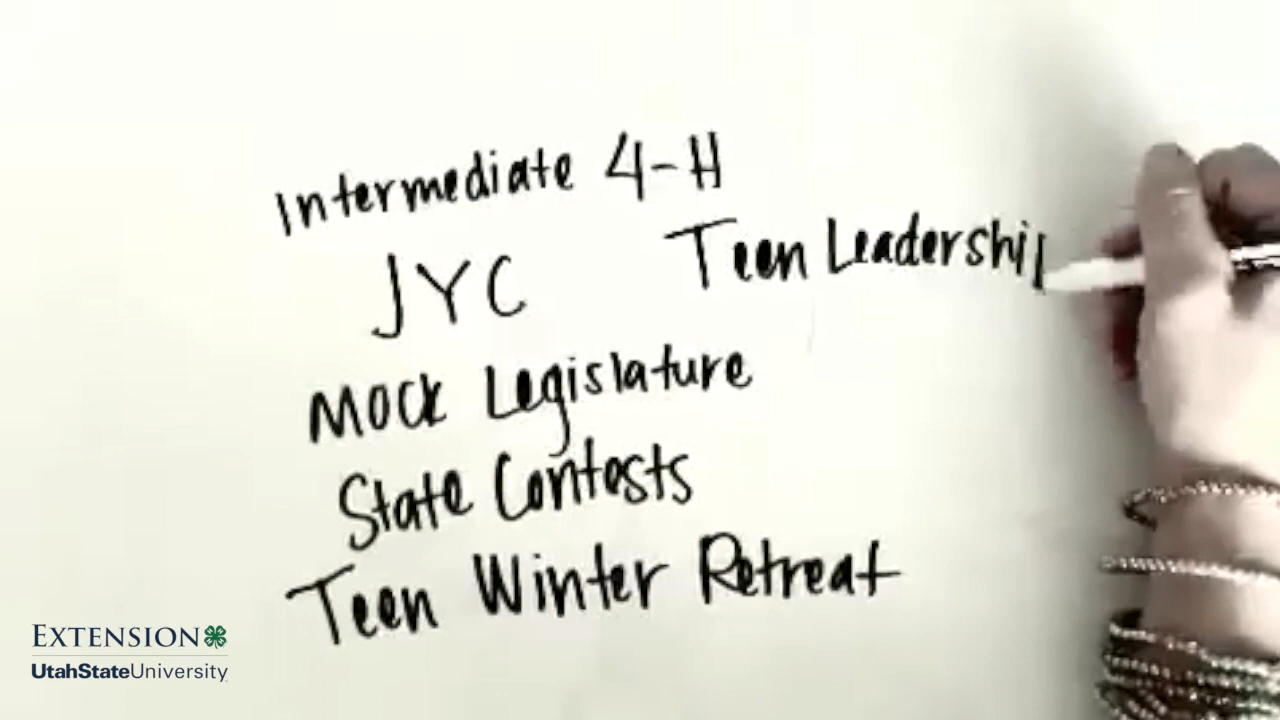 Intermediate 4-H
JYC
Teen Leadershi
Mock Legislature
State Contests
Teen Winter Retreat
EXTENSION
UtahStateUniversity